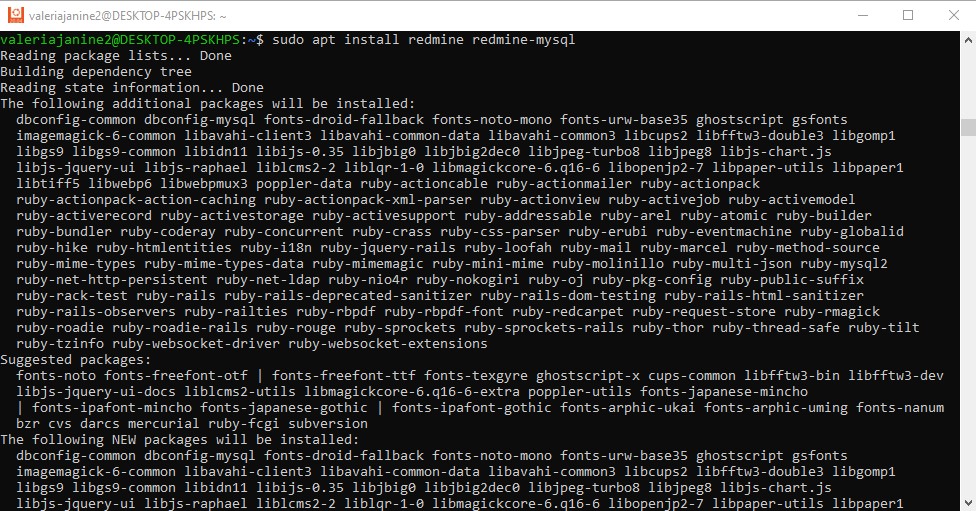 valeriajanine2@DESKTOP-4PSKHPS: ~
valeriajanine2@DESKTOP-4PSKHPS:~$ sudo apt install redmine redmine-mysql
Reading package lists... Done
Building dependency tree
Reading state information... Done
The following additional packages will be installed:
  dbconfig-common dbconfig-mysql fonts-droid-fallback fonts-noto-mono fonts-urw-base35 ghostscript gsfonts
  imagemagick-6-common libavahi-client3 libavahi-common-data libavahi-common3 libcups2 libfftw3-double3 libgomp1
  libgs9 libgs9-common libidn11 libijs-0.35 libjbig0 libjbig2dec0 libjpeg-turbo8 libjpeg8 libjs-chart.js
  libjs-jquery-ui libjs-raphael liblcms2-2 liblqr-1-0 libmagickcore-6.q16-6 libopenjp2-7 libpaper-utils libpaper1
  libtiff5 libwebp6 libwebpmux3 poppler-data ruby-actioncable ruby-actionmailer ruby-actionpack
  ruby-actionpack-action-caching ruby-actionpack-xml-parser ruby-actionview ruby-activejob ruby-activemodel
  ruby-activerecord ruby-activestorage ruby-activesupport ruby-addressable ruby-arel ruby-atomic ruby-builder
  ruby-bundler ruby-coderay ruby-concurrent ruby-crass ruby-css-parser ruby-erubi ruby-eventmachine ruby-globalid
  ruby-hike ruby-htmlentities ruby-i18n ruby-jquery-rails ruby-loofah ruby-mail ruby-marcel ruby-method-source
  ruby-mime-types ruby-mime-types-data ruby-mimemagic ruby-mini-mime ruby-molinillo ruby-multi-json ruby-mysql2
  ruby-net-http-persistent ruby-net-ldap ruby-nio4r ruby-nokogiri ruby-oj ruby-pkg-config ruby-public-suffix
  ruby-rack-test ruby-rails ruby-rails-deprecated-sanitizer ruby-rails-dom-testing ruby-rails-html-sanitizer
  ruby-rails-observers ruby-railties ruby-rbpdf ruby-rbpdf-font ruby-redcarpet ruby-request-store ruby-rmagick
  ruby-roadie ruby-roadie-rails ruby-rouge ruby-sprockets ruby-sprockets-rails ruby-thor ruby-thread-safe ruby-tilt
  ruby-tzinfo ruby-websocket-driver ruby-websocket-extensions
Suggested packages:
  fonts-noto fonts-freefont-otf | fonts-freefont-ttf fonts-texgyre ghostscript-x cups-common libfftw3-bin libfftw3-dev
  libjs-jquery-ui-docs liblcms2-utils libmagickcore-6.q16-6-extra poppler-utils fonts-japanese-mincho
  | fonts-ipafont-mincho fonts-japanese-gothic | fonts-ipafont-gothic fonts-arphic-ukai fonts-arphic-uming fonts-nanum
  bzr cvs darcs mercurial ruby-fcgi subversion
The following NEW packages will be installed:
  dbconfig-common dbconfig-mysql fonts-droid-fallback fonts-noto-mono fonts-urw-base35 ghostscript gsfonts
  imagemagick-6-common libavahi-client3 libavahi-common-data libavahi-common3 libcups2 libfftw3-double3 libgomp1
  libgs9 libgs9-common libidn11 libijs-0.35 libjbig0 libjbig2dec0 libjpeg-turbo8 libjpeg8 libjs-chart.js
  libjs-jquery-ui libjs-raphael liblcms2-2 liblqr-1-0 libmagickcore-6.q16-6 libopenjp2-7 libpaper-utils libpaper1